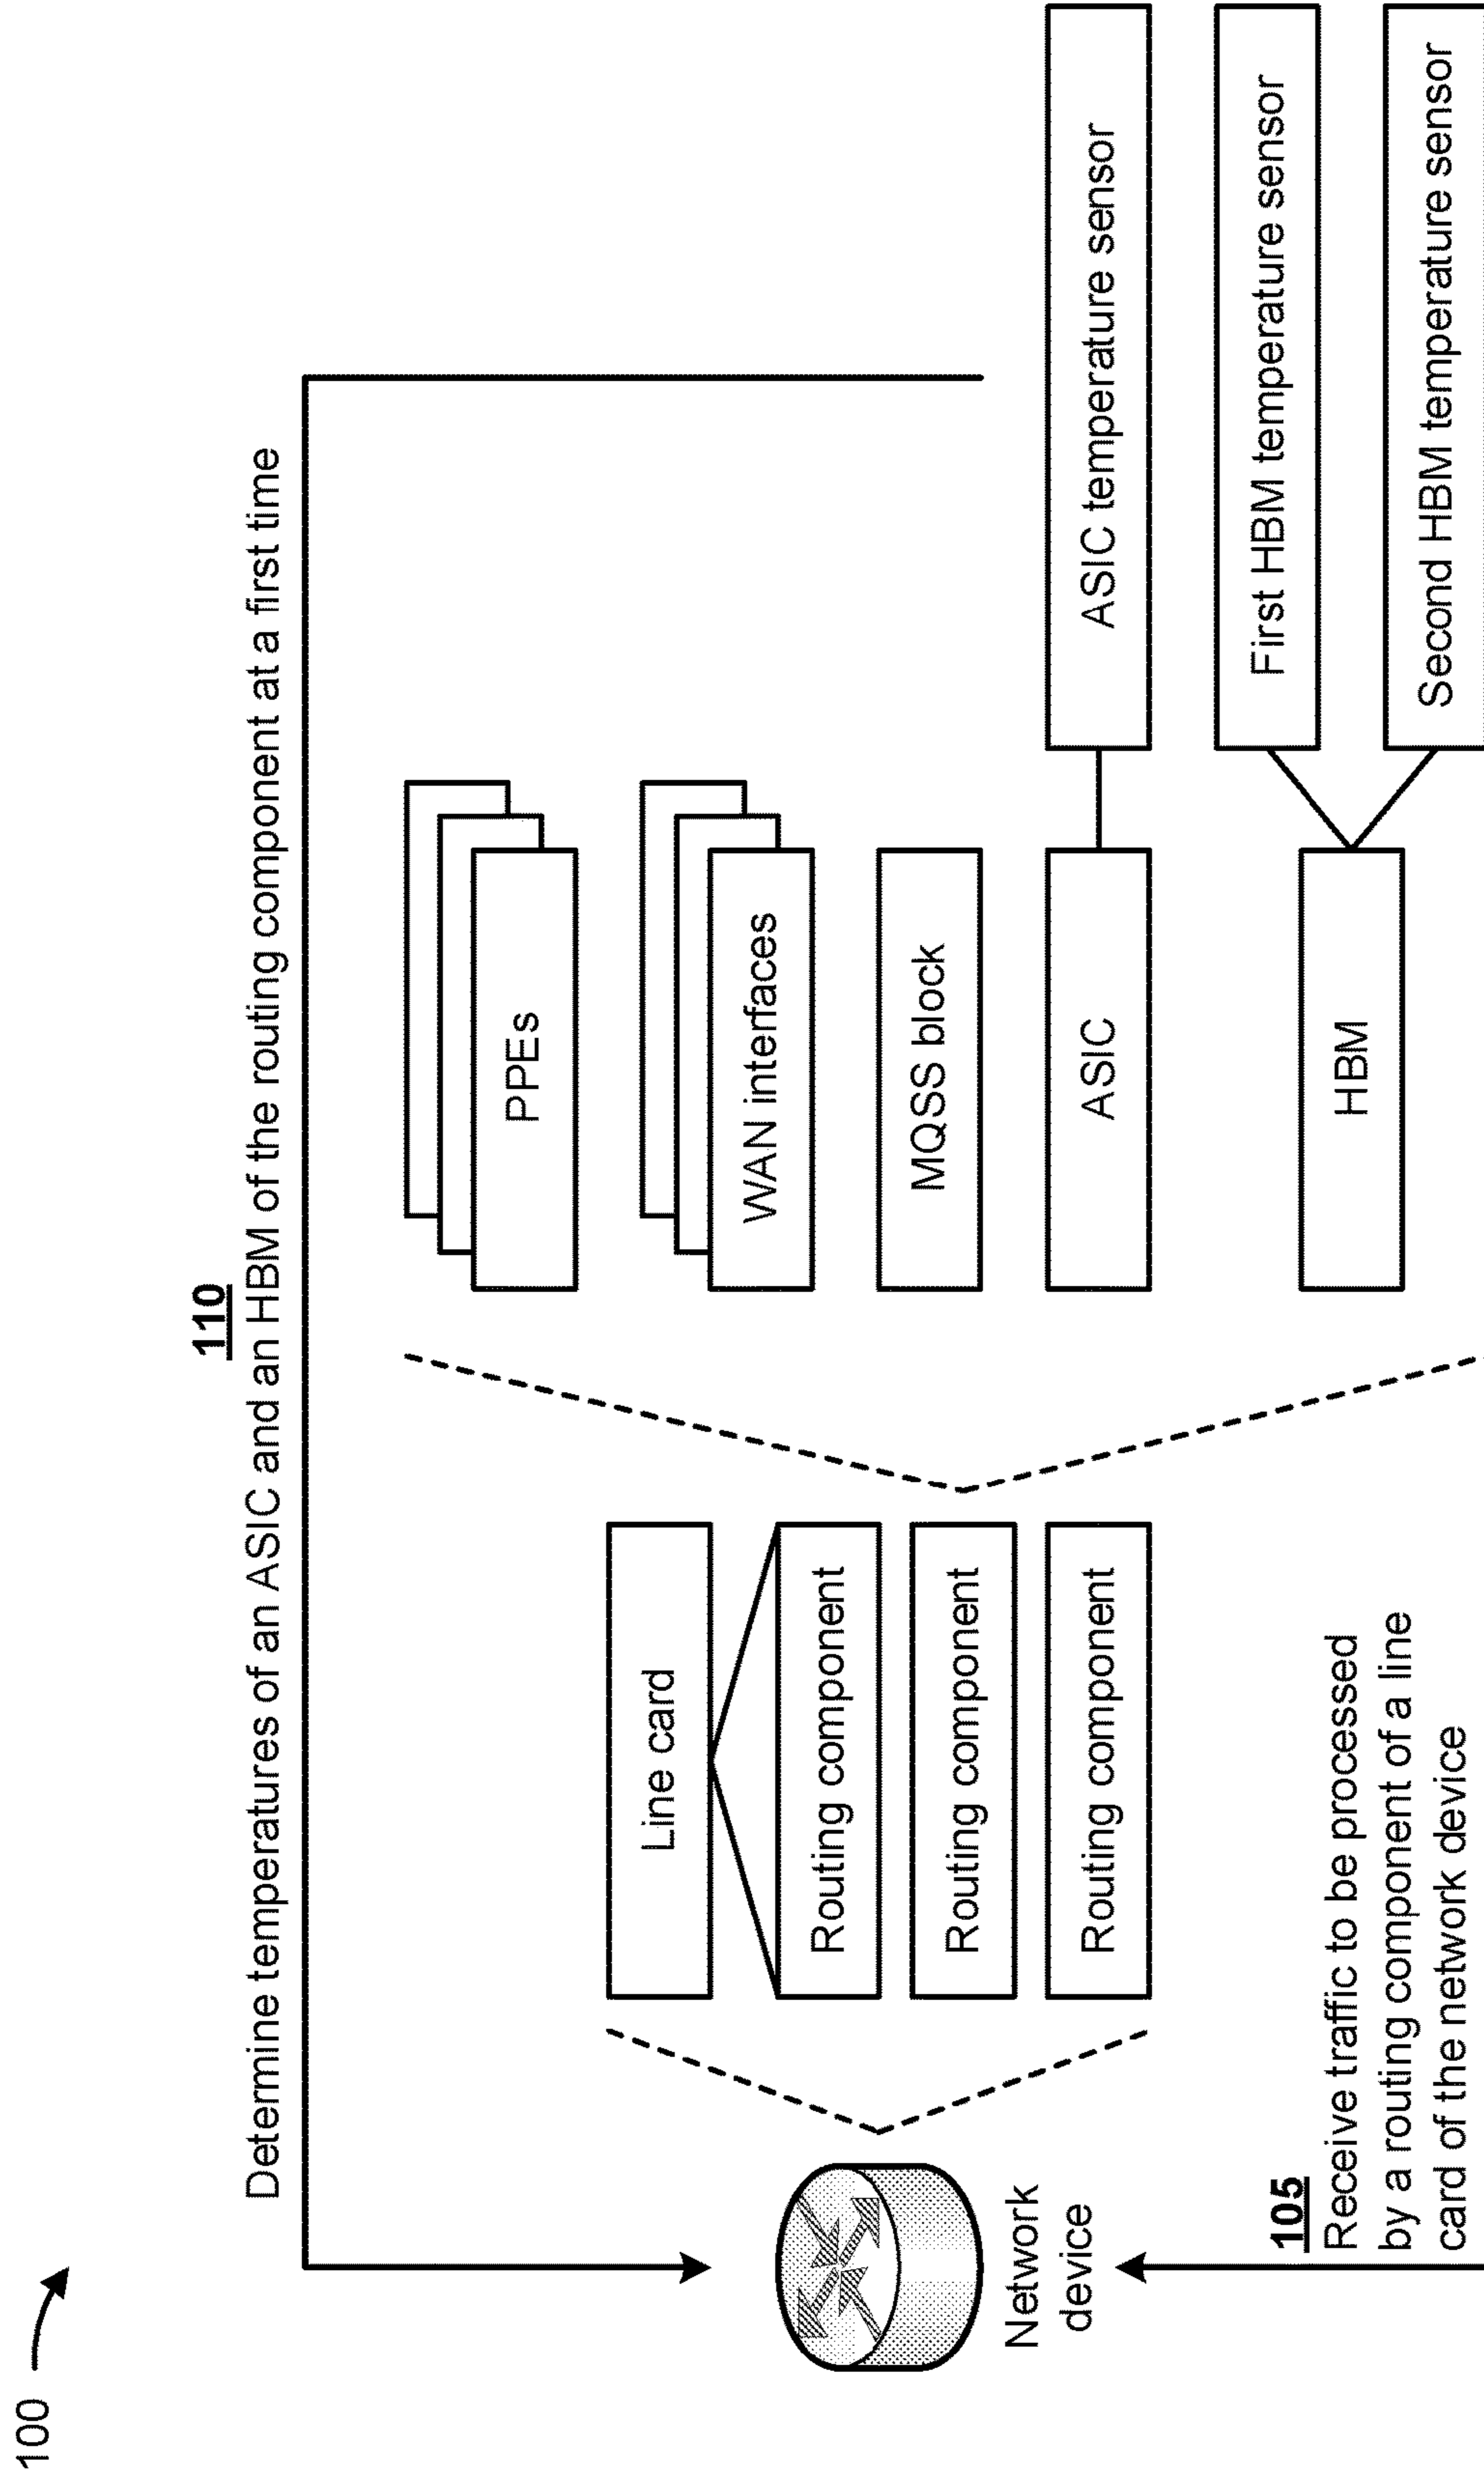 100
110
Determine temperatures of an ASIC and an HBM of the routing component at a first time
PPEs
WAN interfaces
MQSS block
ASIC
HBM
ASIC temperature sensor
First HBM temperature sensor
Second HBM temperature sensor
Line card
Routing component
Routing component
Routing component
Network
device
105
Receive traffic to be processed
by a routing component of a line
card of the network device